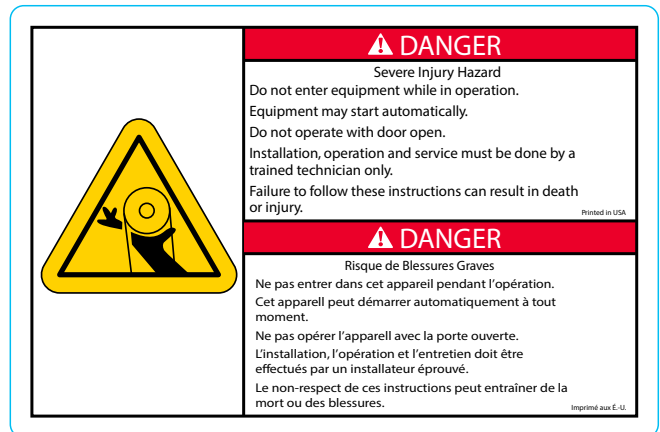 DANGER
Severe Injury Hazard
Do not enter equipment while in operation.
Equipment may start automatically.
Do not operate with door open.
Installation, operation and service must be done by a
trained technician only.
Failure to follow these instructions can result in death
or injury.
Printed in USA
DANGER
Risque de Blessures Graves
Ne pas entrer dans cet appareil pendant l'opération.
Cet apparell peut démarrer automatiquement à tout
moment.
Ne pas opérer l'apparell avec la porte ouverte.
L'installation, l'opération et l'entretien doit être
effectués par un installateur éprouvé.
Le non-respect de ces instructions peut entraîner de la
mort ou des blessures.
Imprimé aux É.-U.